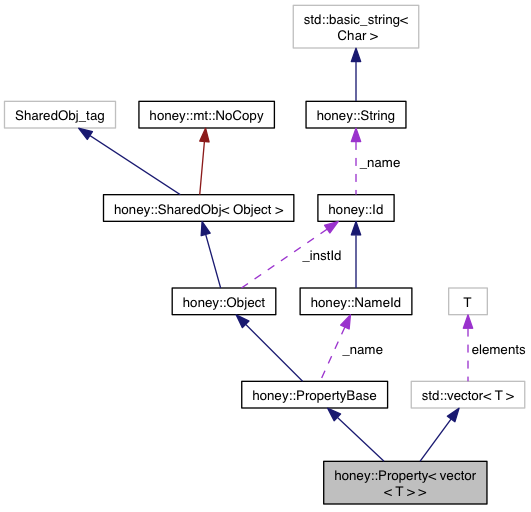 std::basic_string<
Char >
SharedObj_tag
honey::mt::NoCopy
honey::String
_name
honey::SharedObj< Object >
honey::Id
_instId
honey::Object
honey::NameId
T
_name
elements
honey::PropertyBase
std::vector< T >
honey::Property< vector
< T > >